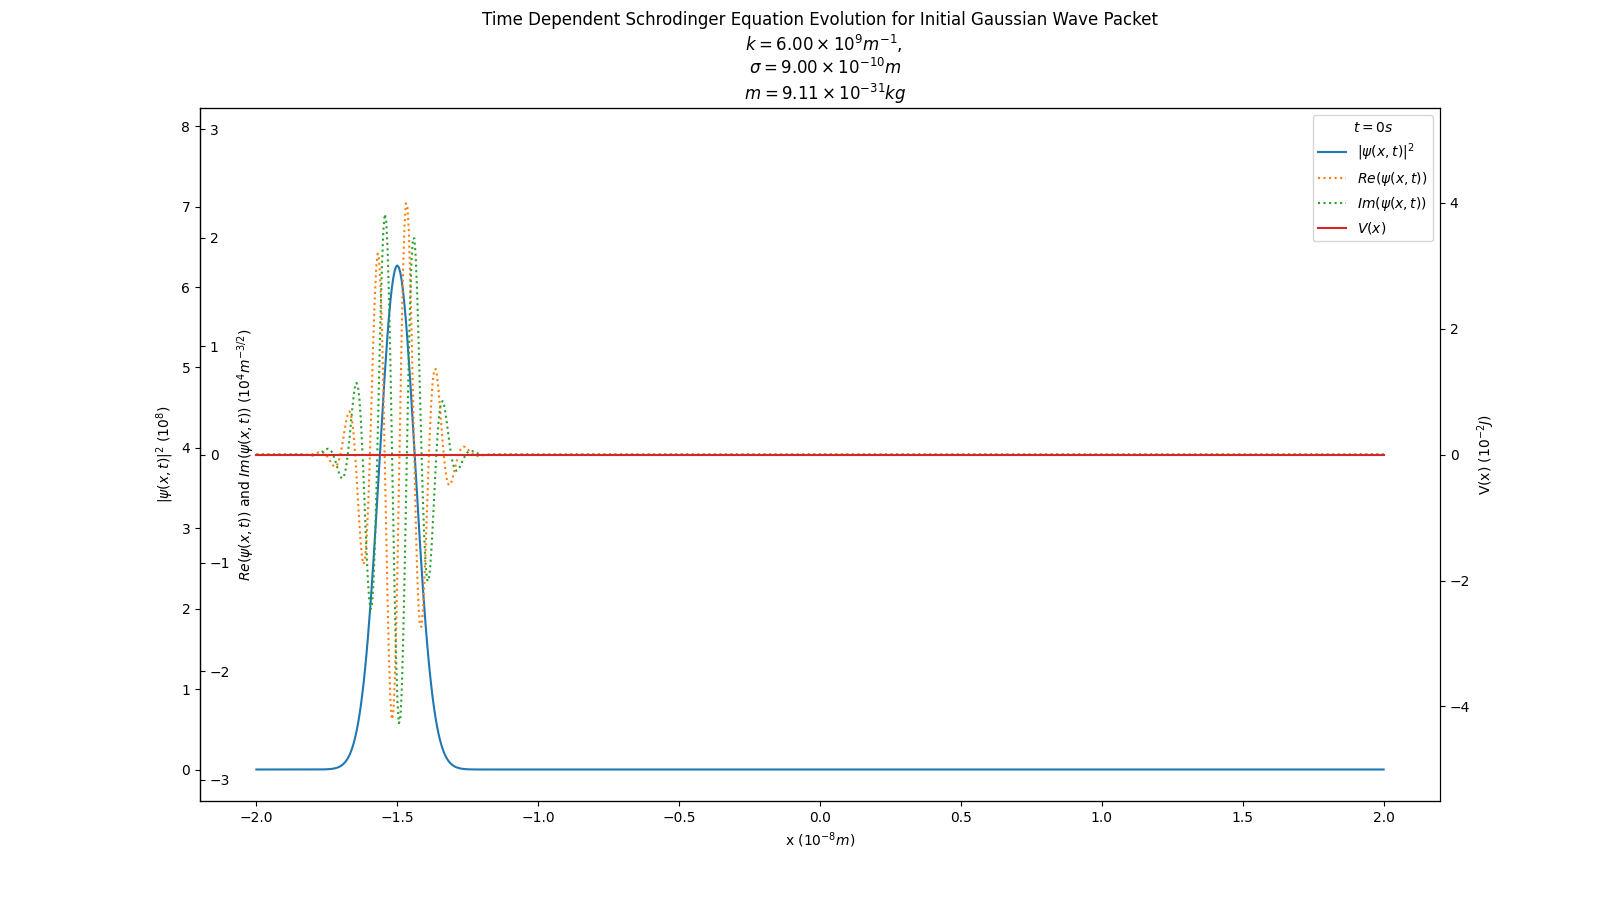 Time Dependent Schrodinger Equation Evolution for Initial Gaussian Wave Packet
k = 6.00 × 10⁹m⁻¹,
σ = 9.00 × 10⁻¹⁰m
m = 9.11 × 10⁻³¹kg
t = 0s
|ψ(x, t)|²
Re(ψ(x, t))
Im(ψ(x, t))
V(x)
|ψ(x, t)|² (10⁸)
8
7
6
5
4
3
2
1
0
Re(ψ(x, t)) and Im(ψ(x, t)) (10⁴m⁻³ᐟ²)
3
2
1
0
−1
−2
−3
4
2
0
−2
−4
V(x) (10⁻²J)
−2.0 −1.5 −1.0 −0.5 0.0 0.5 1.0 1.5 2.0
x (10⁻⁸m)